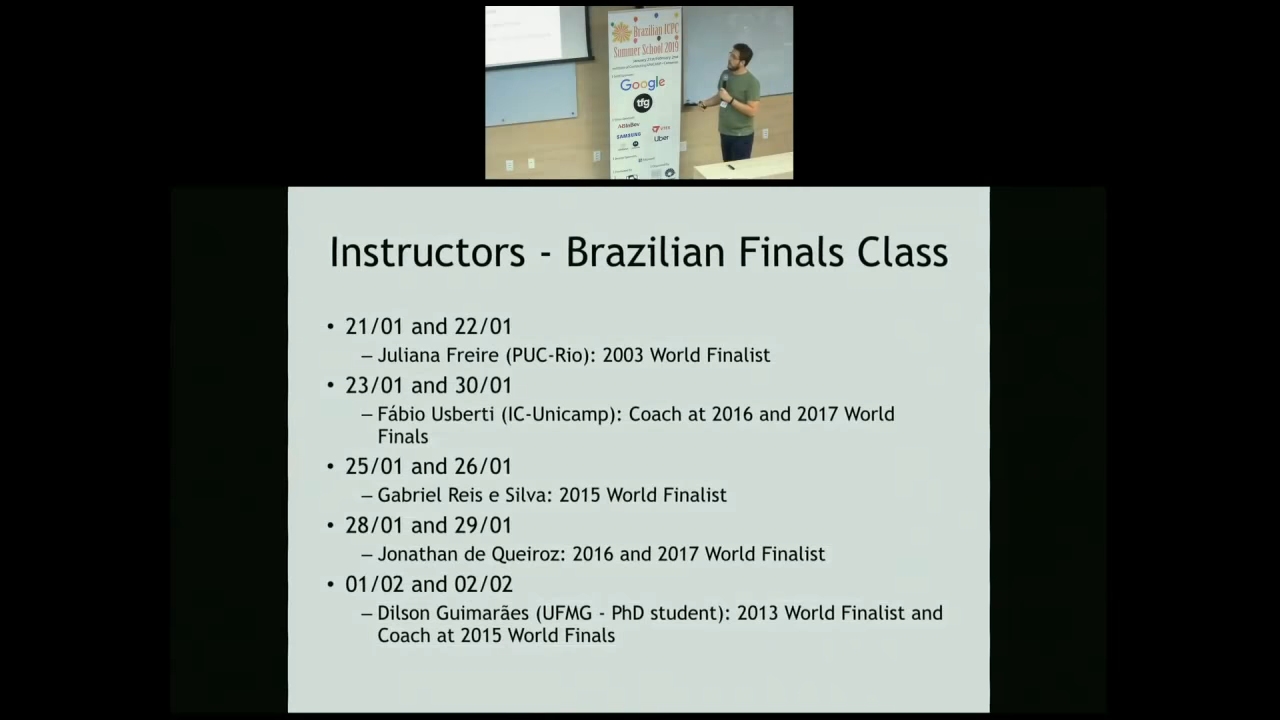 Brazilian ICPC
Summer School 2019
Google
tfg
SAMSUNG
VTEX
Uber
Instructors - Brazilian Finals Class
• 21/01 and 22/01
– Juliana Freire (PUC-Rio): 2003 World Finalist
• 23/01 and 30/01
– Fábio Usberti (IC-Unicamp): Coach at 2016 and 2017 World
Finals
• 25/01 and 26/01
– Gabriel Reis e Silva: 2015 World Finalist
• 28/01 and 29/01
– Jonathan de Queiroz: 2016 and 2017 World Finalist
• 01/02 and 02/02
– Dilson Guimarães (UFMG - PhD student): 2013 World Finalist and
Coach at 2015 World Finals